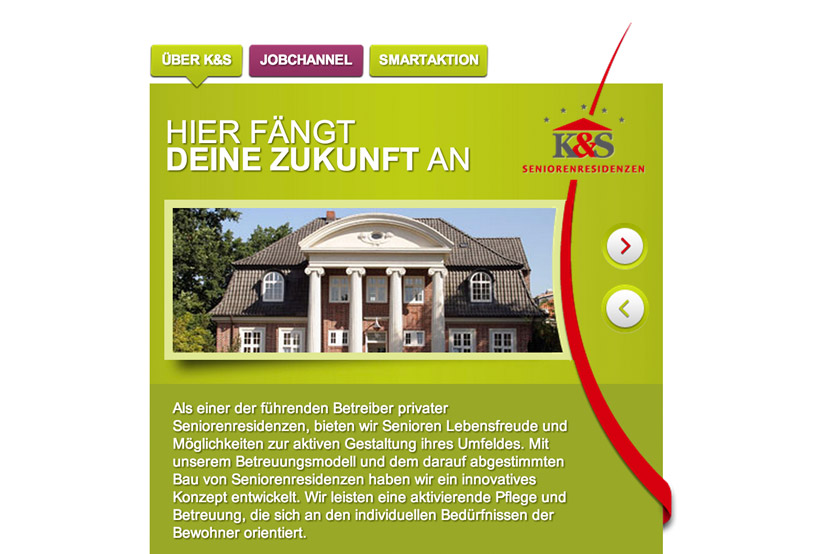 ÜBER K&S
JOBCHANNEL
SMARTAKTION
HIER FÄNGT
DEINE ZUKUNFT AN
K&S
SENIORENRESIDENZEN
Als einer der führenden Betreiber privater
Seniorenresidenzen, bieten wir Senioren Lebensfreude und
Möglichkeiten zur aktiven Gestaltung ihres Umfeldes. Mit
unserem Betreuungsmodell und dem darauf abgestimmten
Bau von Seniorenresidenzen haben wir ein innovatives
Konzept entwickelt. Wir leisten eine aktivierende Pflege und
Betreuung, die sich an den individuellen Bedürfnissen der
Bewohner orientiert.